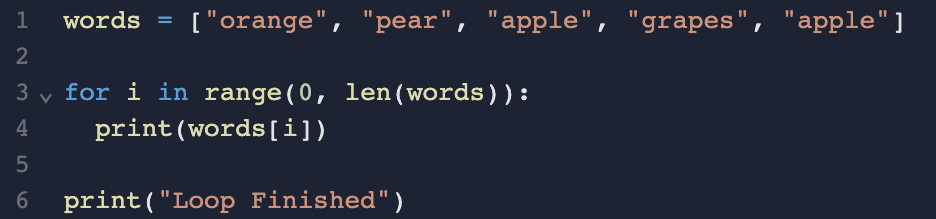 1 words = ["orange", "pear", "apple", "grapes", "apple"]
2
3 for i in range(0, len(words)):
4   print(words[i])
5
6 print("Loop Finished")